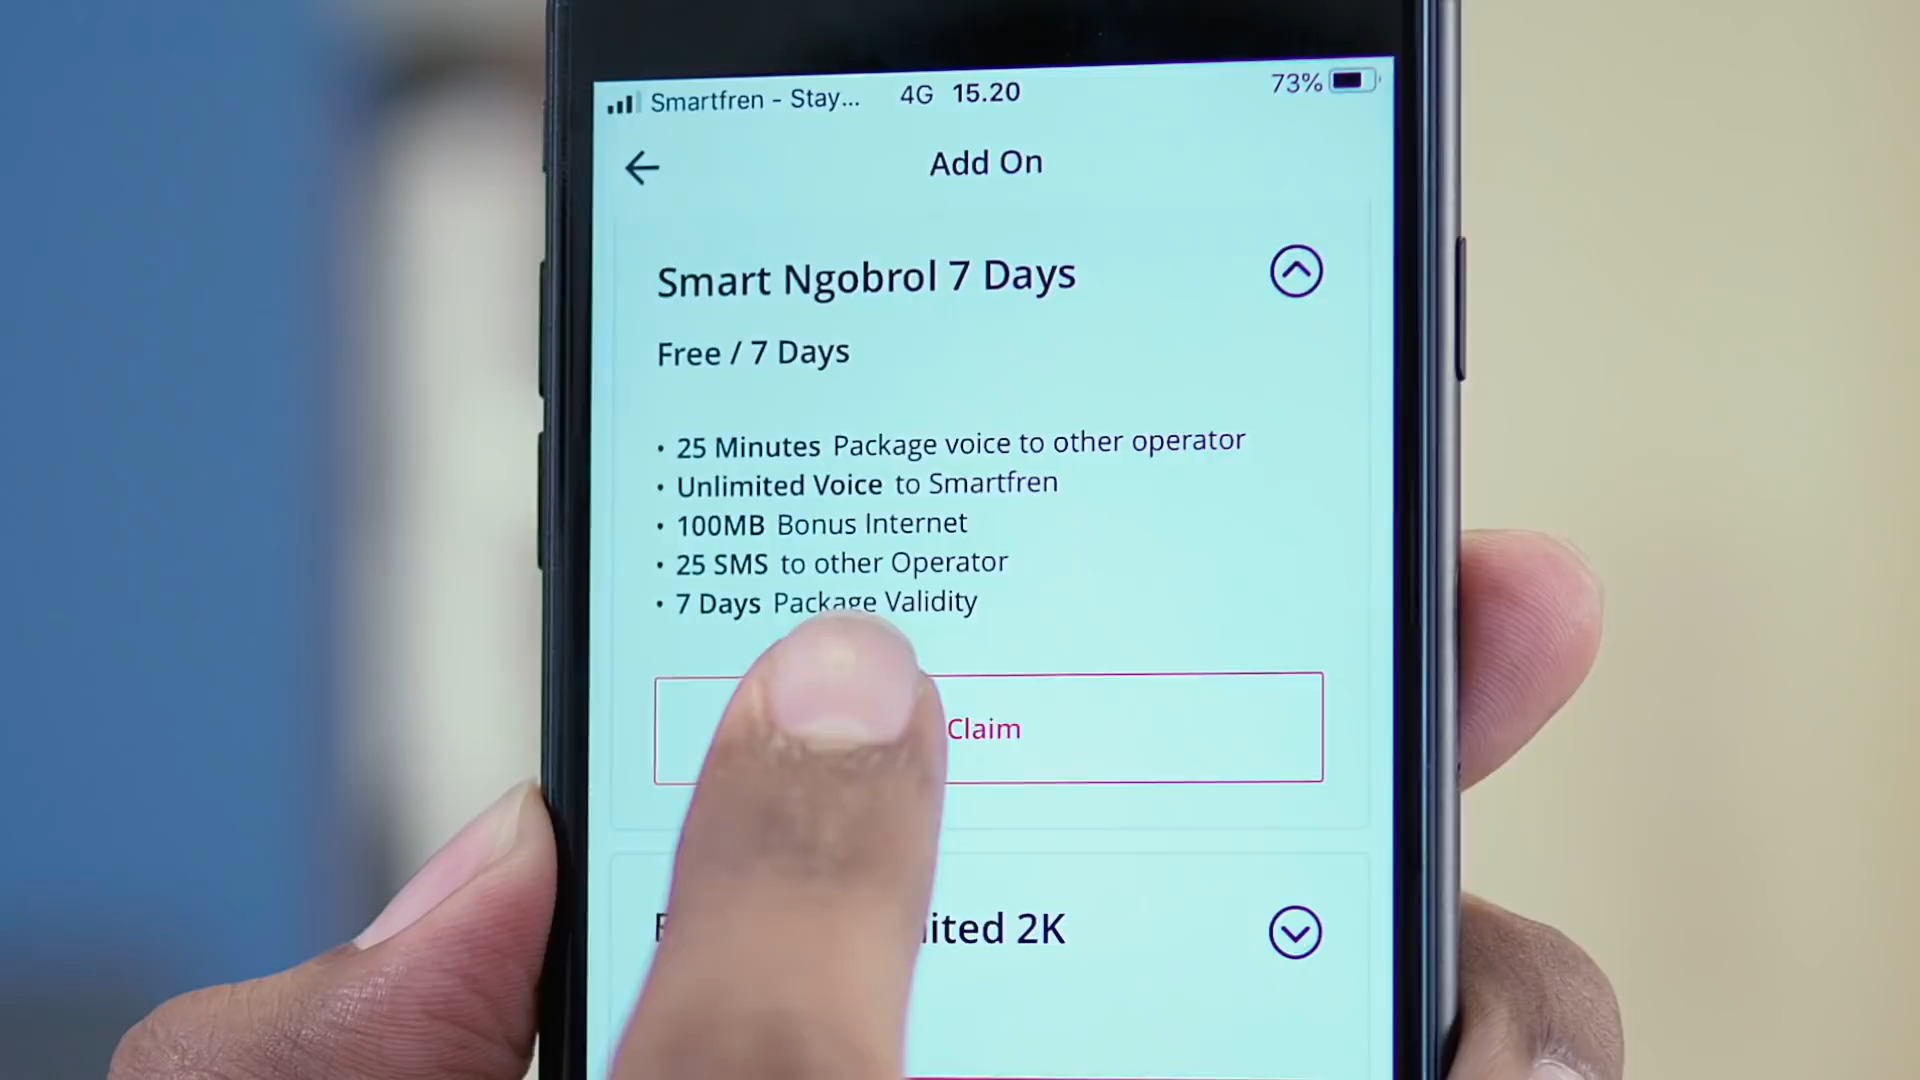 Smartfren - Stay... 4G 15.20 73%
Add On
Smart Ngobrol 7 Days
Free / 7 Days
• 25 Minutes Package voice to other operator
• Unlimited Voice to Smartfren
• 100MB Bonus Internet
• 25 SMS to other Operator
• 7 Days Package Validity
Claim
2K